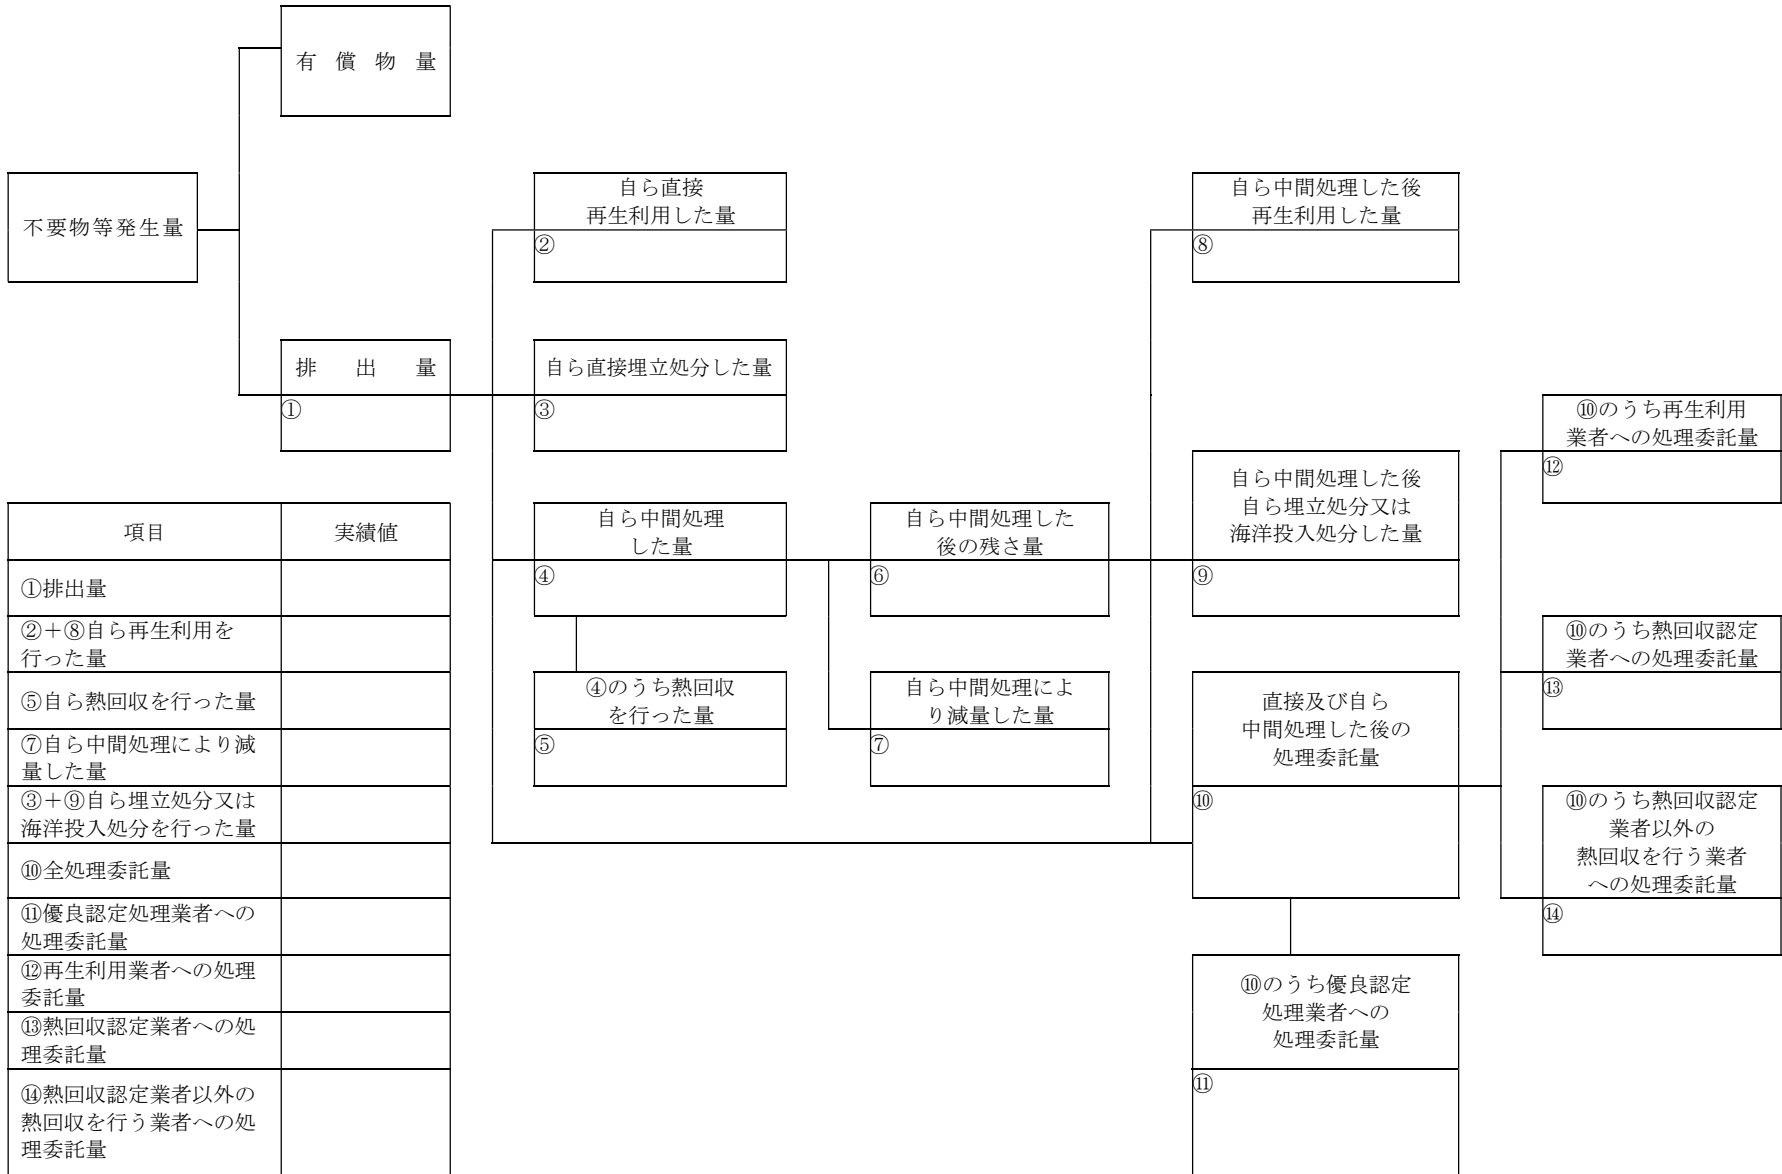 有償物量
不要物等発生量
自ら直接
再生利用した量
②
自ら中間処理した後
再生利用した量
⑧
排出量
①
自ら直接埋立処分した量
③
⑩のうち再生利用
業者への処理委託量
⑫
自ら中間処理
した量
④
自ら中間処理した
後の残さ量
⑥
自ら中間処理した後
自ら埋立処分又は
海洋投入処分した量
⑨
⑩のうち熱回収認定
業者への処理委託量
⑬
④のうち熱回収
を行った量
⑤
自ら中間処理によ
り減量した量
⑦
直接及び自ら
中間処理した後の
処理委託量
⑩
⑩のうち熱回収認定
業者以外の
熱回収を行う業者
への処理委託量
⑭
⑩のうち優良認定
処理業者への
処理委託量
⑪
項目
実績値
①排出量
②+⑧自ら再生利用を
行った量
⑤自ら熱回収を行った量
⑦自ら中間処理により減
量した量
③+⑨自ら埋立処分又は
海洋投入処分を行った量
⑩全処理委託量
⑪優良認定処理業者への
処理委託量
⑫再生利用業者への処理
委託量
⑬熱回収認定業者への処
理委託量
⑭熱回収認定業者以外の
熱回収を行う業者への処
理委託量